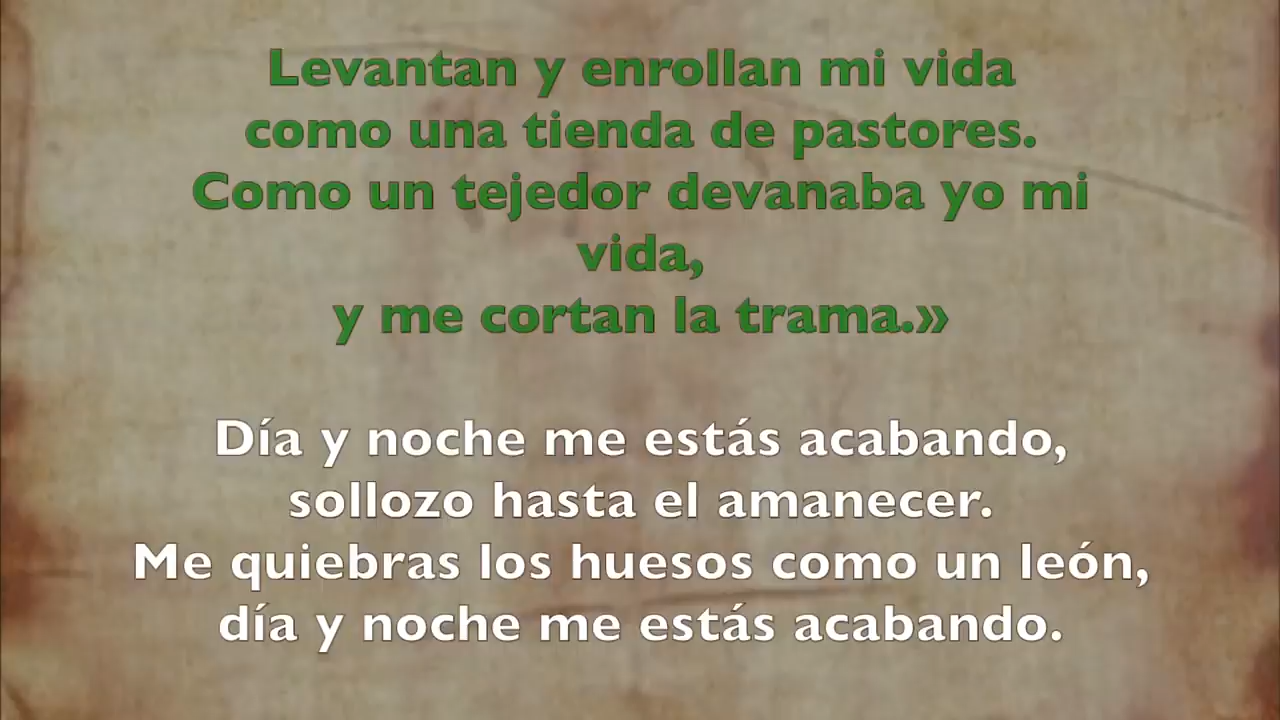 Levantan y enrollan mi vida
como una tienda de pastores.
Como un tejedor devanaba yo mi
vida,
y me cortan la trama.»
Día y noche me estás acabando,
sollozo hasta el amanecer.
Me quiebras los huesos como un león,
día y noche me estás acabando.